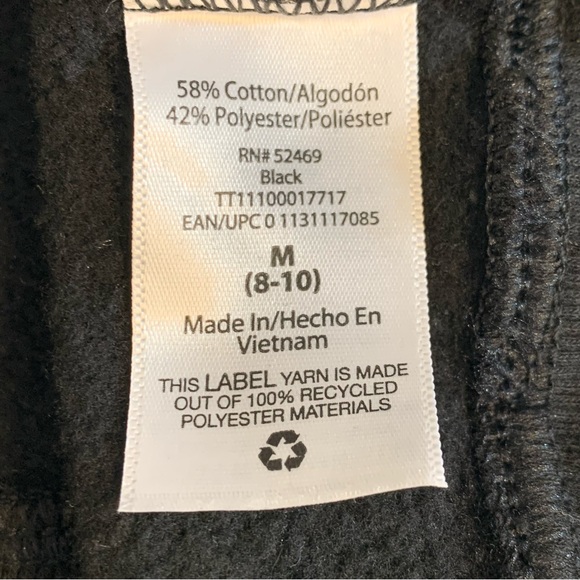 58% Cotton/Algodón
42% Polyester/Poliéster
RN# 52469
Black
TT11100017717
EAN/UPC 0 1131117085
M
(8-10)
Made In/Hecho En
Vietnam
THIS LABEL YARN IS MADE
OUT OF 100% RECYCLED
POLYESTER MATERIALS